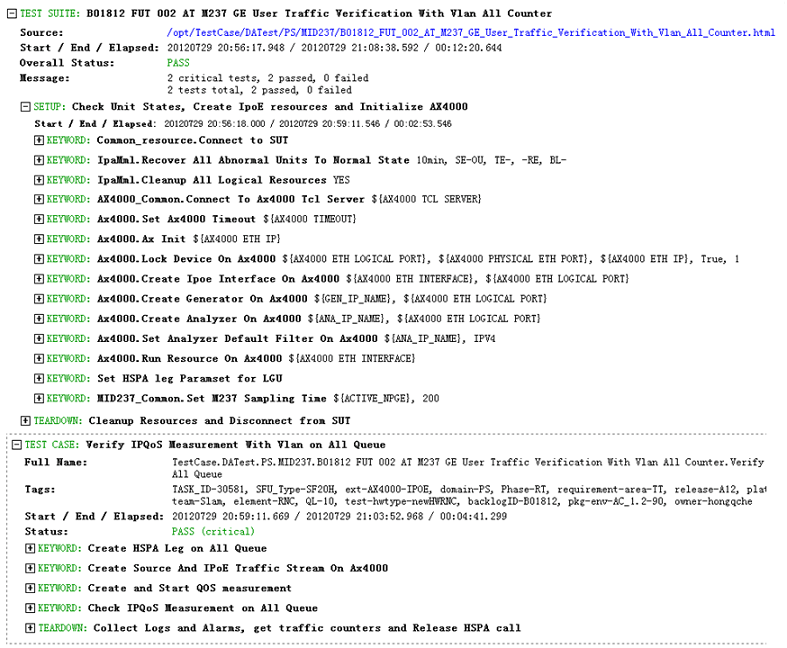 TEST SUITE: B01812 FUT 002 AT M237 GE User Traffic Verification With Vlan All Counter
Source: /opt/TestCase/DATest/PS/MID237/B01812_FUT_002_AT_M237_GE_User_Traffic_Verification_With_Vlan_All_Counter.html
Start / End / Elapsed: 20120729 20:56:17.948 / 20120729 21:08:38.592 / 00:12:20.644
Overall Status: PASS
Message: 2 critical tests, 2 passed, 0 failed
2 tests total, 2 passed, 0 failed
SETUP: Check Unit States, Create IpoE resources and Initialize AX4000
Start / End / Elapsed: 20120729 20:56:18.000 / 20120729 20:59:11.546 / 00:02:53.546
KEYWORD: Common_resource.Connect to SUT
KEYWORD: IpaMml.Recover All Abnormal Units To Normal State 10min, SE-OU, TE-, -RE, BL-
KEYWORD: IpaMml.Cleanup All Logical Resources YES
KEYWORD: AX4000_Common.Connect To Ax4000 Tcl Server ${AX4000 TCL SERVER}
KEYWORD: Ax4000.Set Ax4000 Timeout ${AX4000 TIMEOUT}
KEYWORD: Ax4000.Ax Init ${AX4000 ETH IP}
KEYWORD: Ax4000.Lock Device On Ax4000 ${AX4000 ETH LOGICAL PORT}, ${AX4000 PHYSICAL ETH PORT}, ${AX4000 ETH IP}, True, 1
KEYWORD: Ax4000.Create Ipoe Interface On Ax4000 ${AX4000 ETH INTERFACE}, ${AX4000 ETH LOGICAL PORT}
KEYWORD: Ax4000.Create Generator On Ax4000 ${GEN_IP_NAME}, ${AX4000 ETH LOGICAL PORT}
KEYWORD: Ax4000.Create Analyzer On Ax4000 ${ANA_IP_NAME}, ${AX4000 ETH LOGICAL PORT}
KEYWORD: Ax4000.Set Analyzer Default Filter On Ax4000 ${ANA_IP_NAME}, IPV4
KEYWORD: Ax4000.Run Resource On Ax4000 ${AX4000 ETH INTERFACE}
KEYWORD: Set HSPA leg Paramset for LGU
KEYWORD: MID237_Common.Set M237 Sampling Time ${ACTIVE_NPGE}, 200
TEARDOWN: Cleanup Resources and Disconnect from SUT
TEST CASE: Verify IPQoS Measurement With Vlan on All Queue
Full Name: TestCase.DATest.PS.MID237.B01812 FUT 002 AT M237 GE User Traffic Verification With Vlan All Counter.Verify
All Queue
Tags: TASK_ID-30581, SFU_Type-SF20H, ext-AX4000-IPOE, domain-PS, Phase-RT, requirement-area-TT, release-A12, plat
team-Slam, element-RNC, QL-10, test-hwtype-newHWRNC, backlogID-B01812, pkg-env-AC_1.2-90, owner-hongqche
Start / End / Elapsed: 20120729 20:59:11.669 / 20120729 21:03:52.968 / 00:04:41.299
Status: PASS (critical)
KEYWORD: Create HSPA Leg on All Queue
KEYWORD: Create Source And IPoE Traffic Stream On Ax4000
KEYWORD: Create and Start QOS measurement
KEYWORD: Check IPQoS Measurement on All Queue
TEARDOWN: Collect Logs and Alarms, get traffic counters and Release HSPA call